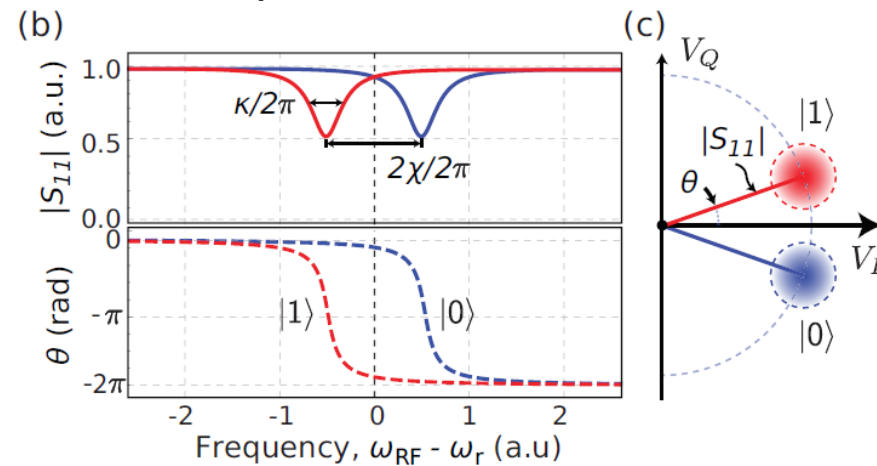 (b)
|S11| (a.u.)
1.0
0.5
0.0
κ/2π
2χ/2π
θ (rad)
0
-π
-2π
|1⟩
|0⟩
-2 -1 0 1 2
Frequency, ωRF - ωr (a.u)
(c)
VQ
|1⟩
|S11|
θ
|0⟩